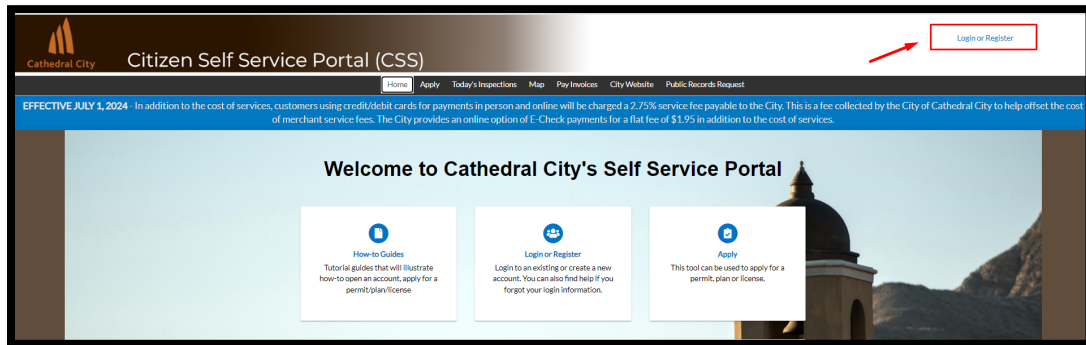 Login or Register
Cathedral City
Citizen Self Service Portal (CSS)
Home Apply Today's Inspections Map Pay Invoices City Website Public Records Request
EFFECTIVE JULY 1, 2024 - In addition to the cost of services, customers using credit/debit cards for payments in person and online will be charged a 2.75% service fee payable to the City. This is a fee collected by the City of Cathedral City to help offset the cost
of merchant service fees. The City provides an online option of E-Check payments for a flat fee of $1.95 in addition to the cost of services.
Welcome to Cathedral City's Self Service Portal
How-to Guides
Tutorial guides that will illustrate
how-to open an account, apply for a
permit/plan/license
Login or Register
Login to an existing or create a new
account. You can also find help if you
forgot your login information.
Apply
This tool can be used to apply for a
permit, plan or license.